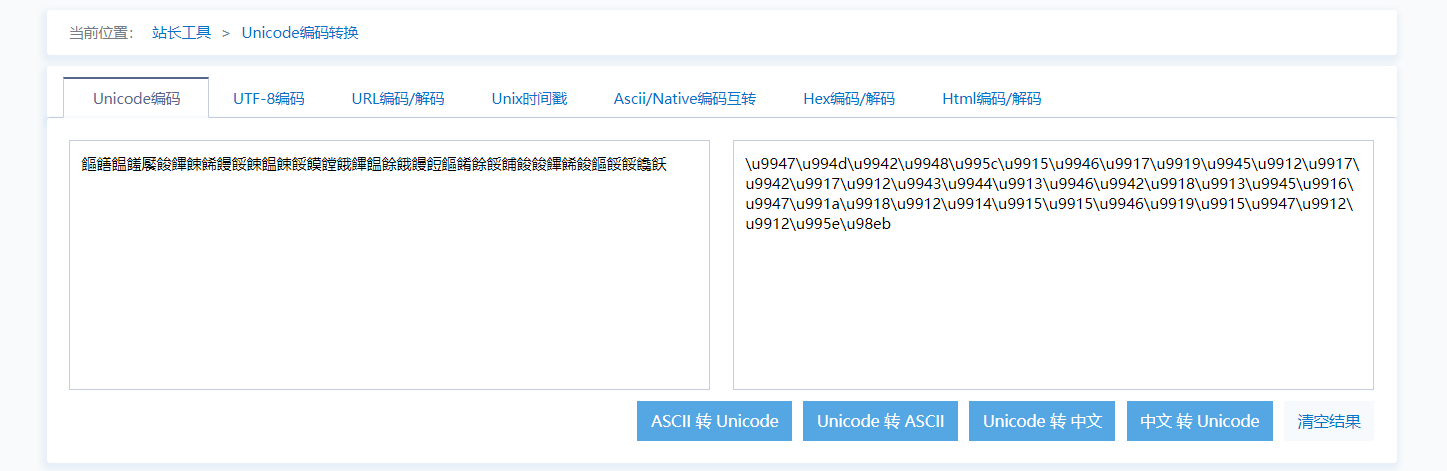 当前位置： 站长工具 > Unicode编码转换
Unicode编码 UTF-8编码 URL编码/解码 Unix时间戳 Ascii/Native编码互转 Hex编码/解码 Html编码/解码
饇饍饂饈饜餕饆餗餙饅餒餗饂餗餒饃饄餓饆饂餘餓饅餖饇餚餘餒餔餕餕饆餙餕饇餒餒饞飫
\u9947\u994d\u9942\u9948\u995c\u9915\u9946\u9917\u9919\u9945\u9912\u9917\
u9942\u9917\u9912\u9943\u9944\u9913\u9946\u9942\u9918\u9913\u9945\u9916\
u9947\u991a\u9918\u9912\u9914\u9915\u9915\u9946\u9919\u9915\u9947\u9912\
u9912\u995e\u98eb
ASCII 转 Unicode Unicode 转 ASCII Unicode 转 中文 中文 转 Unicode 清空结果